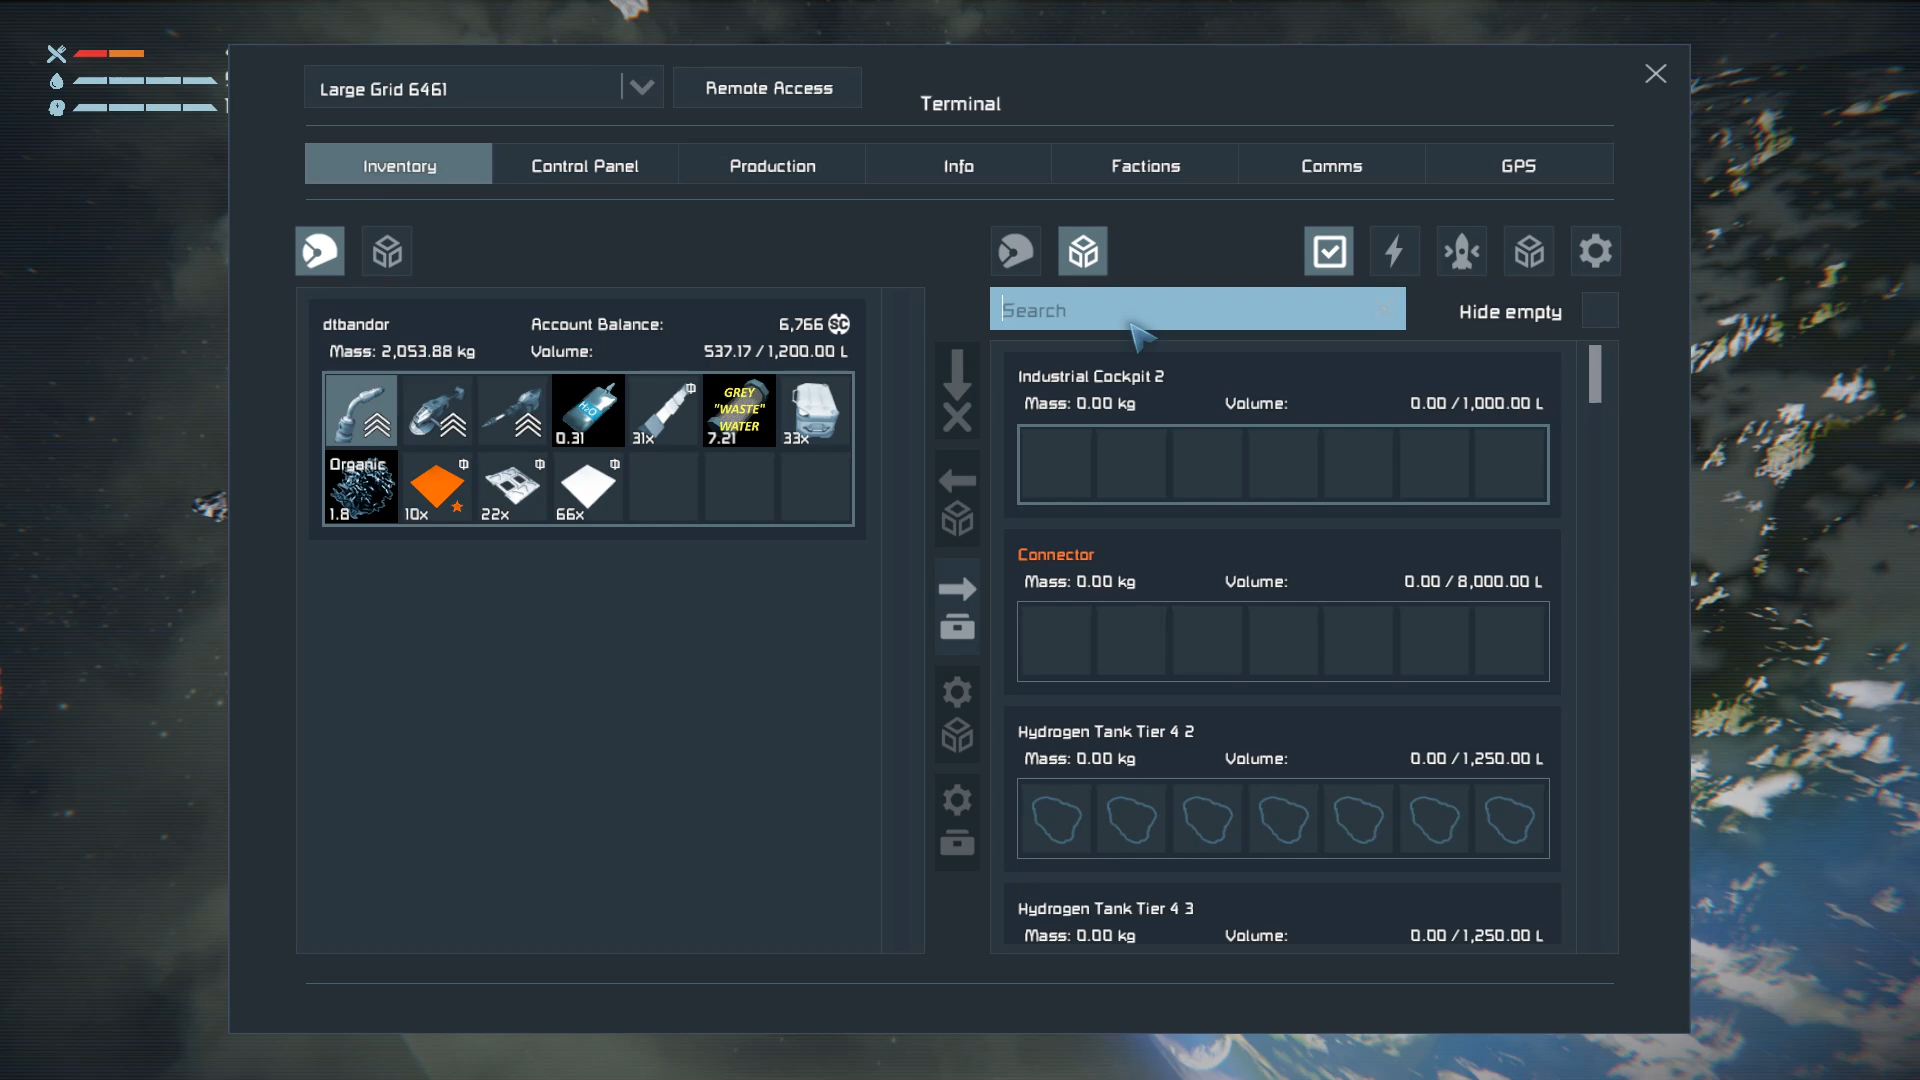 Large Grid 6461
Remote Access
Terminal
Inventory
Control Panel
Production
Info
Factions
Comms
GPS
Search
Hide empty
dtbandor
Account Balance: 6,766 SC
Mass: 2,053.88 kg
Volume: 537.17 / 1,200.00 L
H2O
0.31
31x
GREY
"WASTE"
WATER
7.21
33x
Organic
1.8
10x
22x
66x
Industrial Cockpit 2
Mass: 0.00 kg
Volume: 0.00 / 1,000.00 L
Connector
Mass: 0.00 kg
Volume: 0.00 / 8,000.00 L
Hydrogen Tank Tier 4 2
Mass: 0.00 kg
Volume: 0.00 / 1,250.00 L
Hydrogen Tank Tier 4 3
Mass: 0.00 kg
Volume: 0.00 / 1,250.00 L